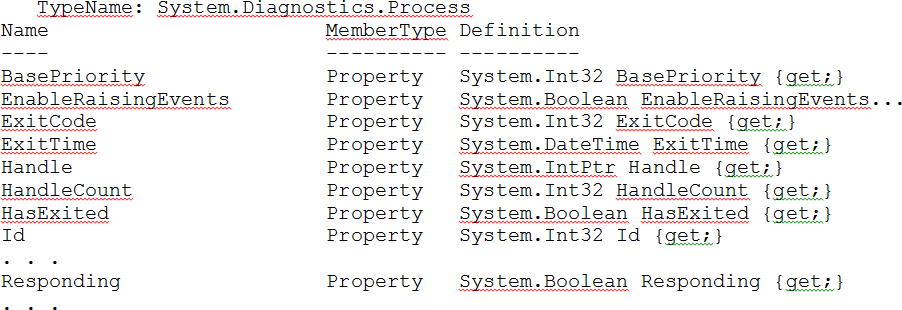 TypeName: System.Diagnostics.Process
Name MemberType Definition
---- ---------- ----------
BasePriority Property System.Int32 BasePriority {get;}
EnableRaisingEvents Property System.Boolean EnableRaisingEvents...
ExitCode Property System.Int32 ExitCode {get;}
ExitTime Property System.DateTime ExitTime {get;}
Handle Property System.IntPtr Handle {get;}
HandleCount Property System.Int32 HandleCount {get;}
HasExited Property System.Boolean HasExited {get;}
Id Property System.Int32 Id {get;}
. . .
Responding Property System.Boolean Responding {get;}
. . .